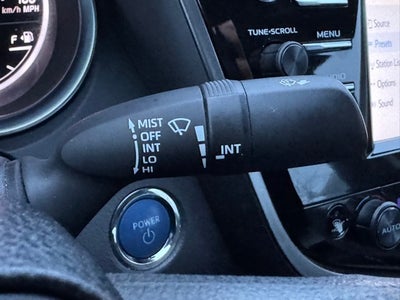 km/h MPH
F
TUNE•SCROLL
MENU
Source
Presets
Station List
Options
Sound
MIST
OFF
INT
LO
HI
INT
POWER
AUTO